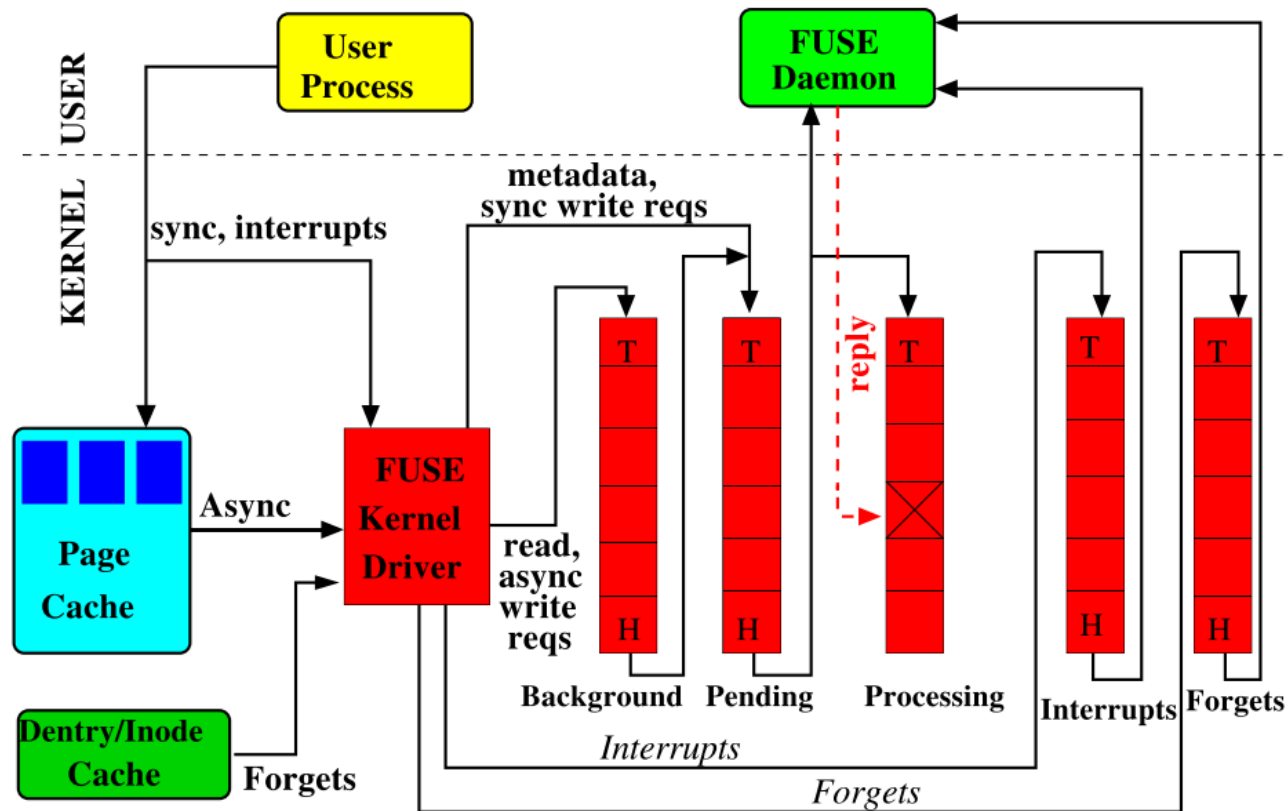 User
Process
FUSE
Daemon
USER
KERNEL
metadata,
sync write reqs
sync, interrupts
reply
T
T
T
T
T
FUSE
Kernel
Driver
Async
Page
Cache
read,
async
write
reqs
H
H
H
H
Background
Pending
Processing
Interrupts
Forgets
Dentry/Inode
Cache
Forgets
Interrupts
Forgets